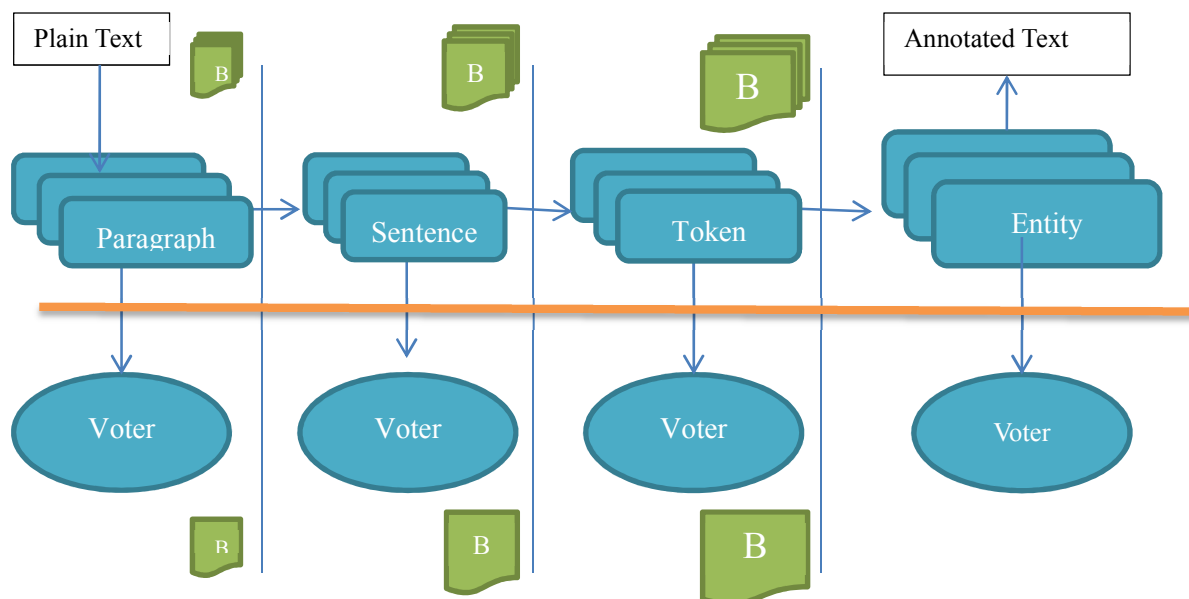 Plain Text
B
B
B
Annotated Text
Paragraph
Sentence
Token
Entity
Voter
Voter
Voter
Voter
B
B
B